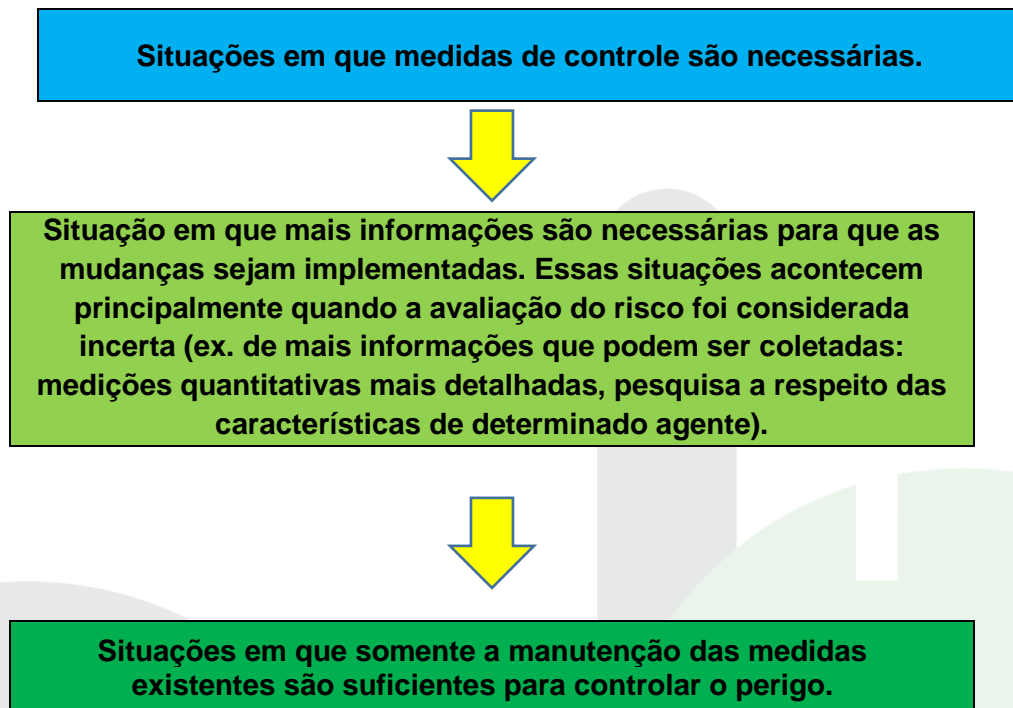 Situações em que medidas de controle são necessárias.
Situação em que mais informações são necessárias para que as
mudanças sejam implementadas. Essas situações acontecem
principalmente quando a avaliação do risco foi considerada
incerta (ex. de mais informações que podem ser coletadas:
medições quantitativas mais detalhadas, pesquisa a respeito das
características de determinado agente).
Situações em que somente a manutenção das medidas
existentes são suficientes para controlar o perigo.